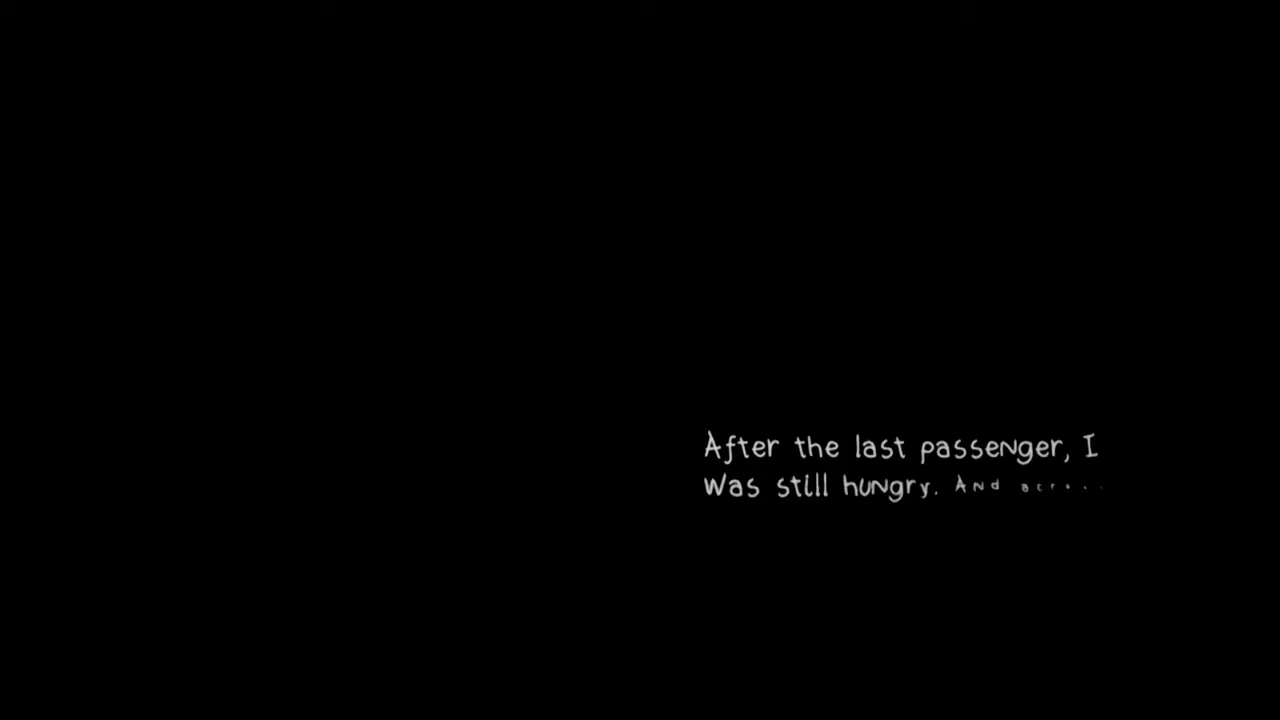 After the last passenger, I
was still hungry. And